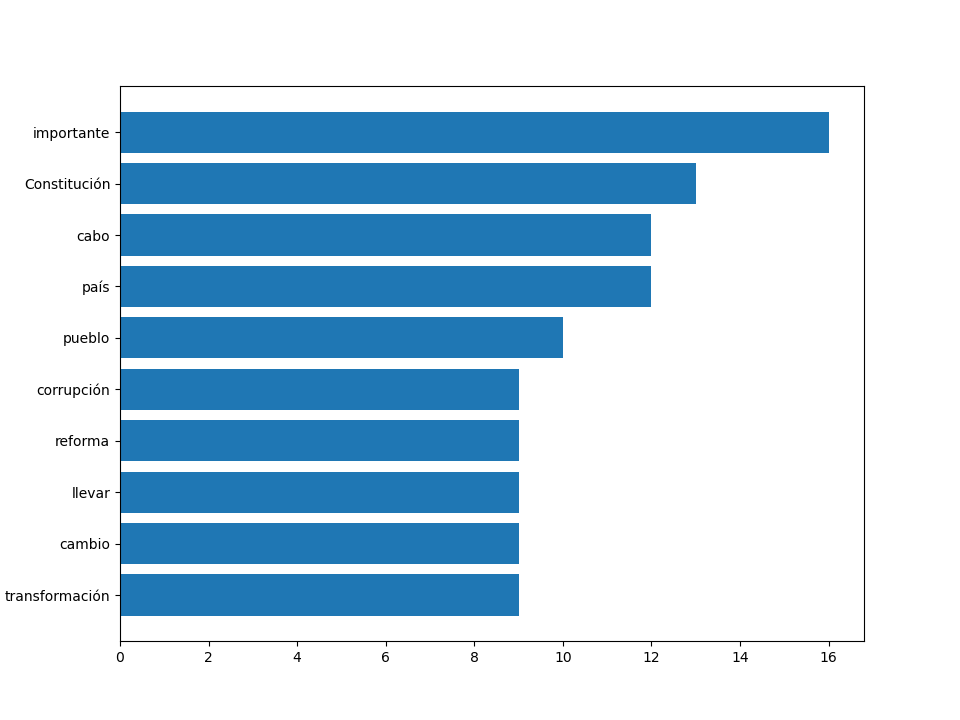 importante
Constitución
cabo
país
pueblo
corrupción
reforma
llevar
cambio
transformación
0 2 4 6 8 10 12 14 16